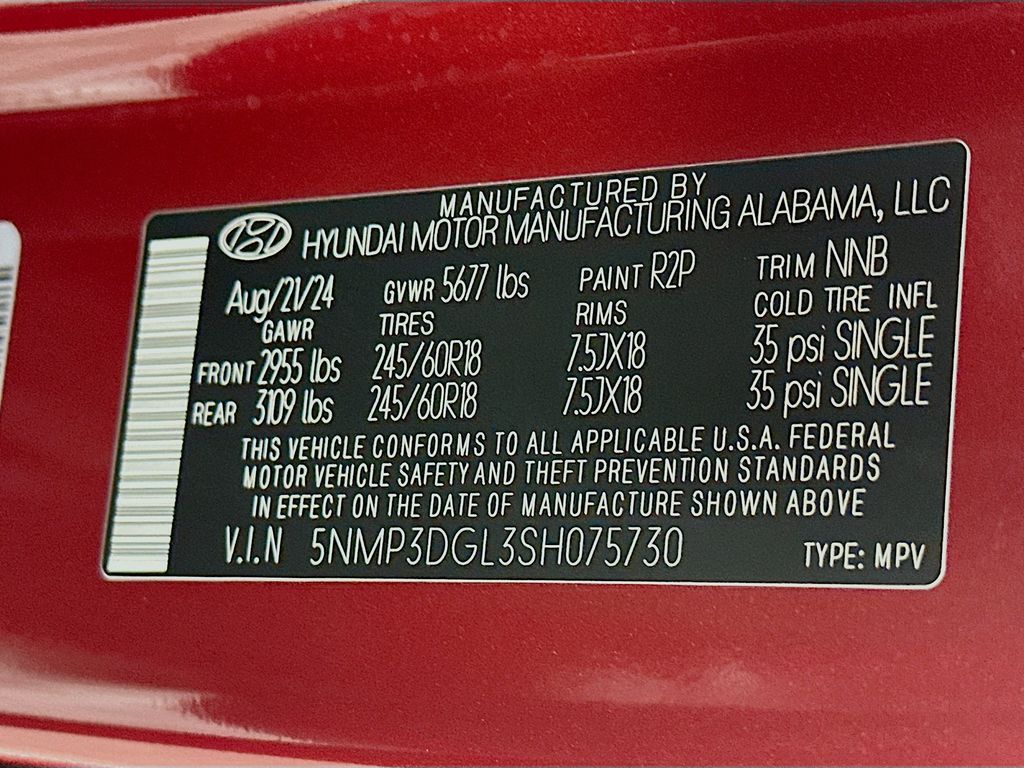 MANUFACTURED BY
HYUNDAI MOTOR MANUFACTURING ALABAMA, LLC
Aug/21/24 GVWR 5677 lbs PAINT R2P TRIM NNB
GAWR TIRES RIMS COLD TIRE INFL
FRONT 2955 lbs 245/60R18 7.5JX18 35 psi SINGLE
REAR 3109 lbs 245/60R18 7.5JX18 35 psi SINGLE
THIS VEHICLE CONFORMS TO ALL APPLICABLE U.S.A. FEDERAL
MOTOR VEHICLE SAFETY AND THEFT PREVENTION STANDARDS
IN EFFECT ON THE DATE OF MANUFACTURE SHOWN ABOVE
V.I.N 5NMP3DGL3SH075730 TYPE: MPV